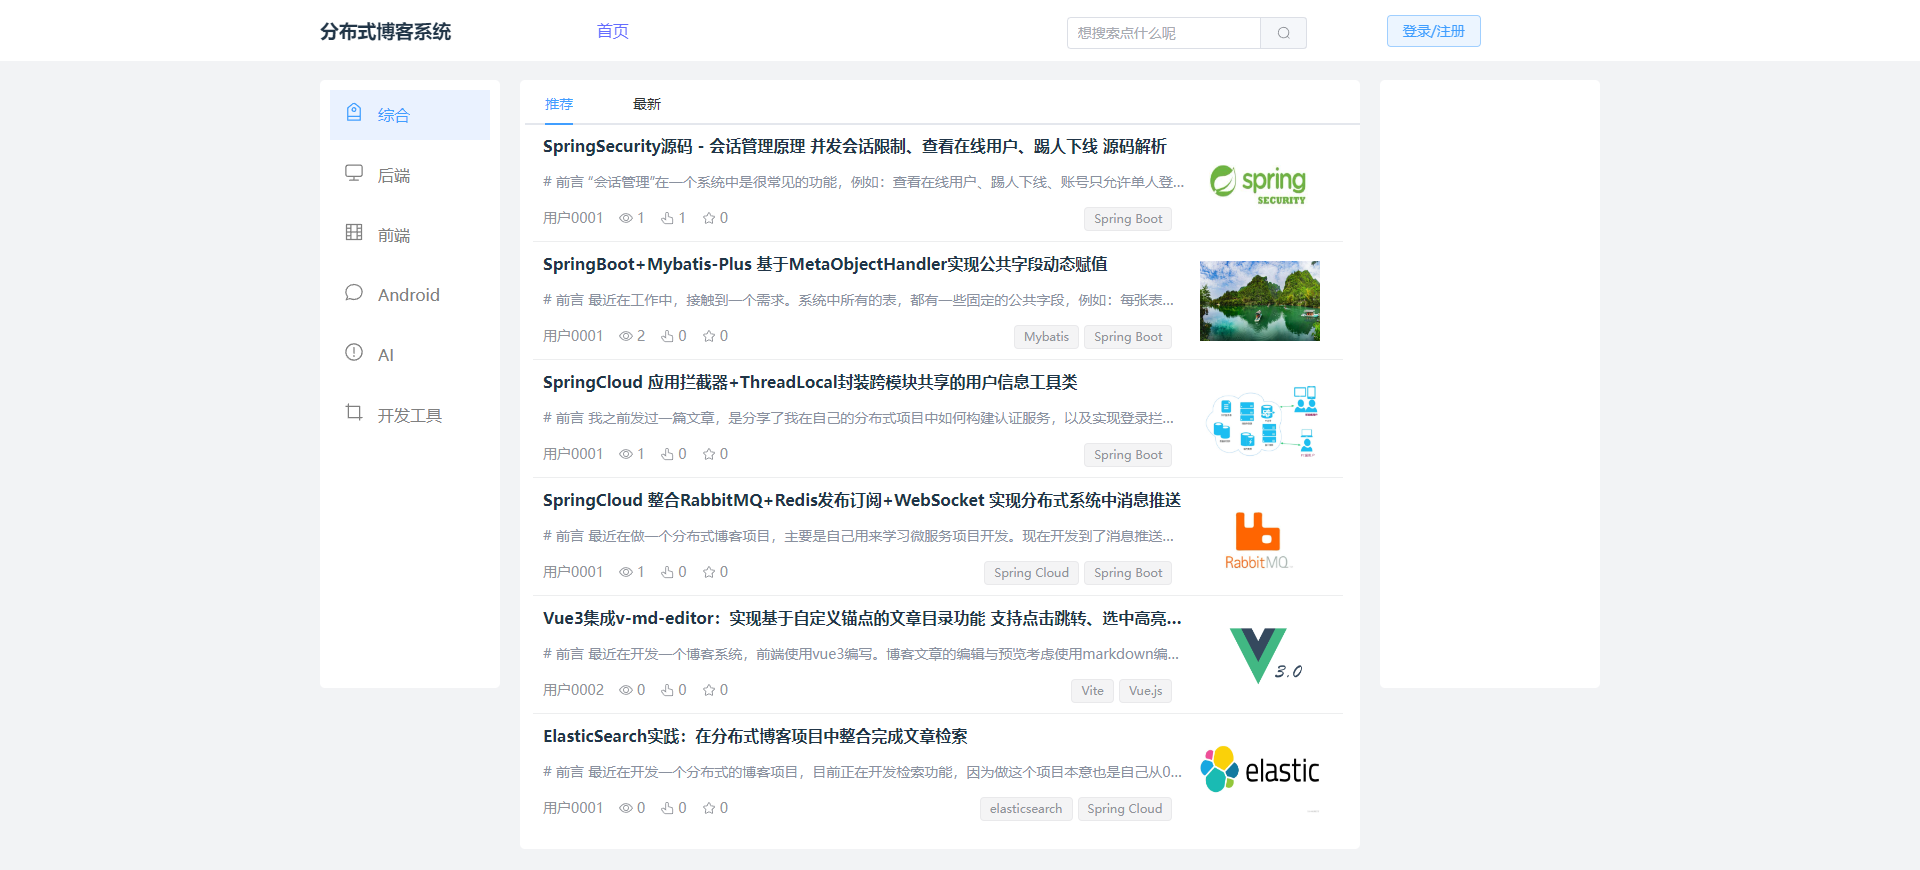 分布式博客系统
首页
想搜索点什么呢
登录/注册
综合
后端
前端
Android
AI
开发工具
推荐
最新
SpringSecurity源码 - 会话管理原理 并发会话限制、查看在线用户、踢人下线 源码解析
# 前言 “会话管理”在一个系统中是很常见的功能，例如：查看在线用户、踢人下线、账号只允许单人登...
用户0001 1 1 0
Spring Boot
spring
SECURITY
SpringBoot+Mybatis-Plus 基于MetaObjectHandler实现公共字段动态赋值
# 前言 最近在工作中，接触到一个需求。系统中所有的表，都有一些固定的公共字段，例如：每张表...
用户0001 2 0 0
Mybatis
Spring Boot
SpringCloud 应用拦截器+ThreadLocal封装跨模块共享的用户信息工具类
# 前言 我之前发过一篇文章，是分享了我在自己的分布式项目中如何构建认证服务，以及实现登录拦...
用户0001 1 0 0
Spring Boot
SpringCloud 整合RabbitMQ+Redis发布订阅+WebSocket 实现分布式系统中消息推送
# 前言 最近在做一个分布式博客项目，主要是自己用来学习微服务项目开发。现在开发到了消息推送...
用户0001 1 0 0
Spring Cloud
Spring Boot
RabbitMQ
Vue3集成v-md-editor：实现基于自定义锚点的文章目录功能 支持点击跳转、选中高亮...
# 前言 最近在开发一个博客系统，前端使用vue3编写。博客文章的编辑与预览考虑使用markdown编...
用户0002 0 0 0
Vite
Vue.js
3.0
ElasticSearch实践：在分布式博客项目中整合完成文章检索
# 前言 最近在开发一个分布式的博客项目，目前正在开发检索功能，因为做这个项目本意也是自己从0...
用户0001 0 0 0
elasticsearch
Spring Cloud
elastic